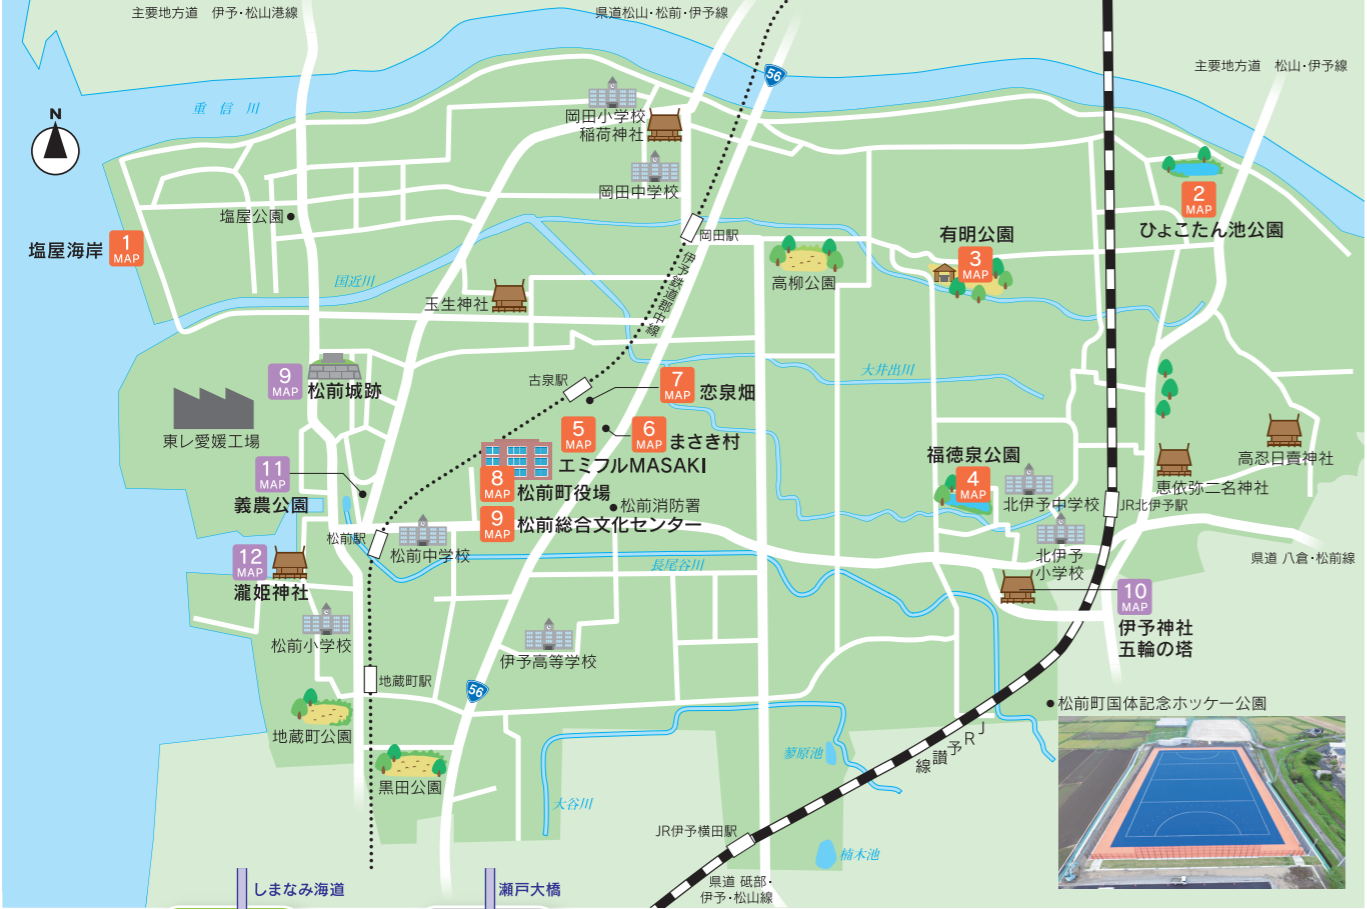 主要地方道　伊予・松山港線
県道松山・松前・伊予線
56
主要地方道　松山・伊予線
重信川
N
岡田小学校
稲荷神社
岡田中学校
塩屋公園
塩屋海岸
1
MAP
2
MAP
ひょこたん池公園
岡田駅
有明公園
3
MAP
高柳公園
国近川
玉生神社
伊予鉄道郡中線
9
MAP
松前城跡
古泉駅
7
MAP
恋泉畑
大井出川
東レ愛媛工場
5
MAP
6
MAP
まさき村
エミフルMASAKI
11
MAP
義農公園
8
MAP
松前町役場
松前消防署
9
MAP
松前総合文化センター
福徳泉公園
4
MAP
北伊予中学校
高忍日賣神社
恵依弥二名神社
JR北伊予駅
松前駅
松前中学校
北伊予
小学校
県道 八倉・松前線
12
MAP
瀧姫神社
長尾谷川
10
MAP
伊予神社
五輪の塔
松前小学校
伊予高等学校
地蔵町駅
56
松前町国体記念ホッケー公園
地蔵町公園
JR予讃線
蓼原池
黒田公園
大谷川
JR伊予横田駅
楠木池
県道 砥部・
伊予・松山線
しまなみ海道
瀬戸大橋